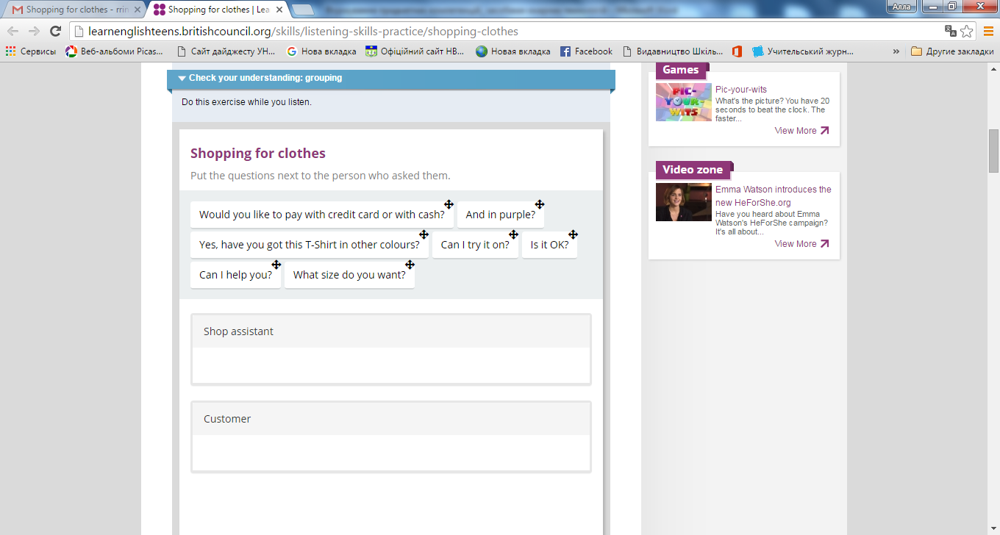 Shopping for clothes - rrin
Shopping for clothes | Lea
Алла
learnenglishteens.britishcouncil.org/skills/listening-skills-practice/shopping-clothes
Сервисы Веб-альбоми Picas... Сайт дайджесту УН... Нова вкладка Офіційний сайт НВ... Новая вкладка Facebook Видавництво Шкіль... Учительський журн... » Другие закладки
Check your understanding: grouping
Do this exercise while you listen.
Shopping for clothes
Put the questions next to the person who asked them.
Would you like to pay with credit card or with cash? And in purple?
Yes, have you got this T-Shirt in other colours? Can I try it on? Is it OK?
Can I help you? What size do you want?
Shop assistant
Customer
Games
PIC-
YOUR-
WITS
Pic-your-wits
What's the picture? You have 20
seconds to beat the clock. The
faster...
View More
Video zone
Emma Watson introduces the
new HeForShe.org
Have you heard about Emma
Watson's HeForShe campaign?
It's all about...
View More